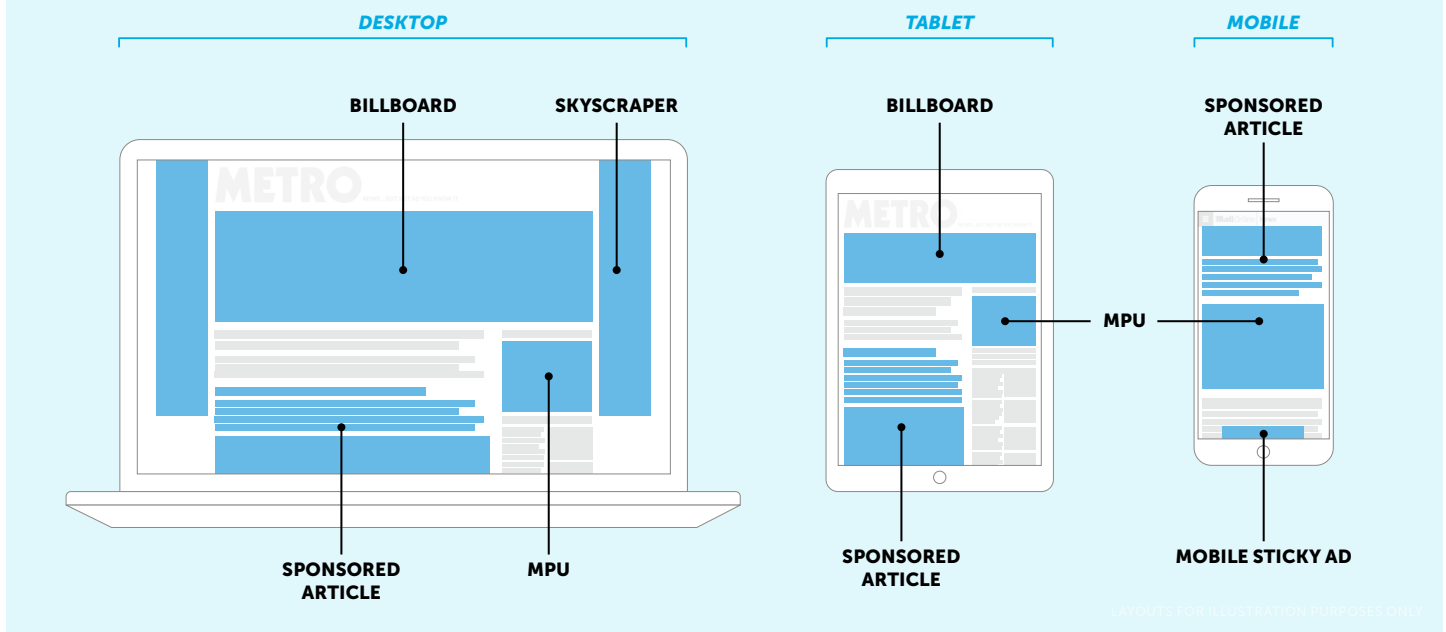 DESKTOP
TABLET
MOBILE
BILLBOARD
SKYSCRAPER
BILLBOARD
SPONSORED
ARTICLE
METRO
METRO
MPU
SPONSORED
ARTICLE
MPU
SPONSORED
ARTICLE
MOBILE STICKY AD
LAYOUTS FOR ILLUSTRATION PURPOSES ONLY